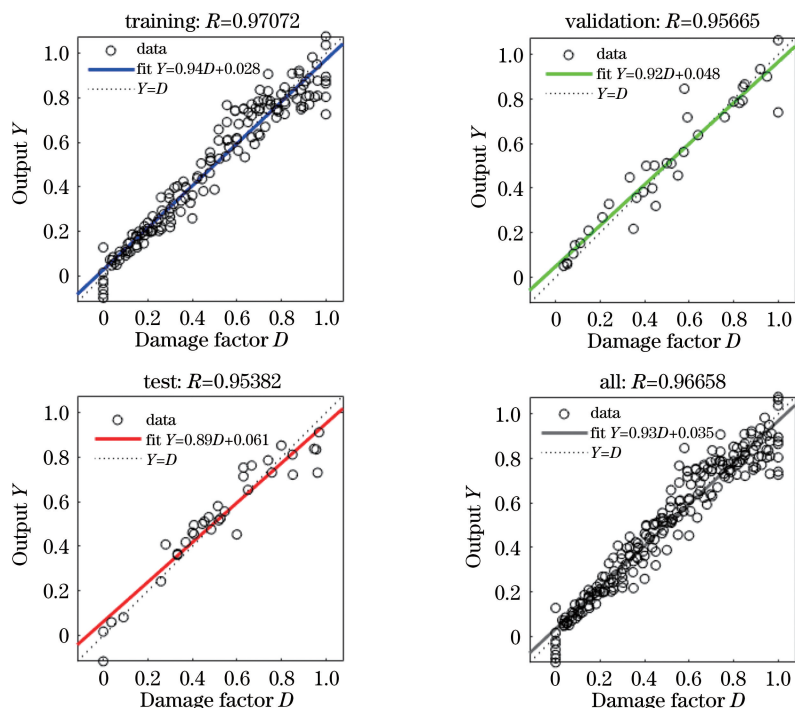 training: R=0.97072
data
fit Y=0.94D+0.028
Y=D
Output Y
1.0
0.8
0.6
0.4
0.2
0
0 0.2 0.4 0.6 0.8 1.0
Damage factor D
validation: R=0.95665
data
fit Y=0.92D+0.048
Y=D
Output Y
1.0
0.8
0.6
0.4
0.2
0
0 0.2 0.4 0.6 0.8 1.0
Damage factor D
test: R=0.95382
data
fit Y=0.89D+0.061
Y=D
Output Y
1.0
0.8
0.6
0.4
0.2
0
0 0.2 0.4 0.6 0.8 1.0
Damage factor D
all: R=0.96658
data
fit Y=0.93D+0.035
Y=D
Output Y
1.0
0.8
0.6
0.4
0.2
0
0 0.2 0.4 0.6 0.8 1.0
Damage factor D